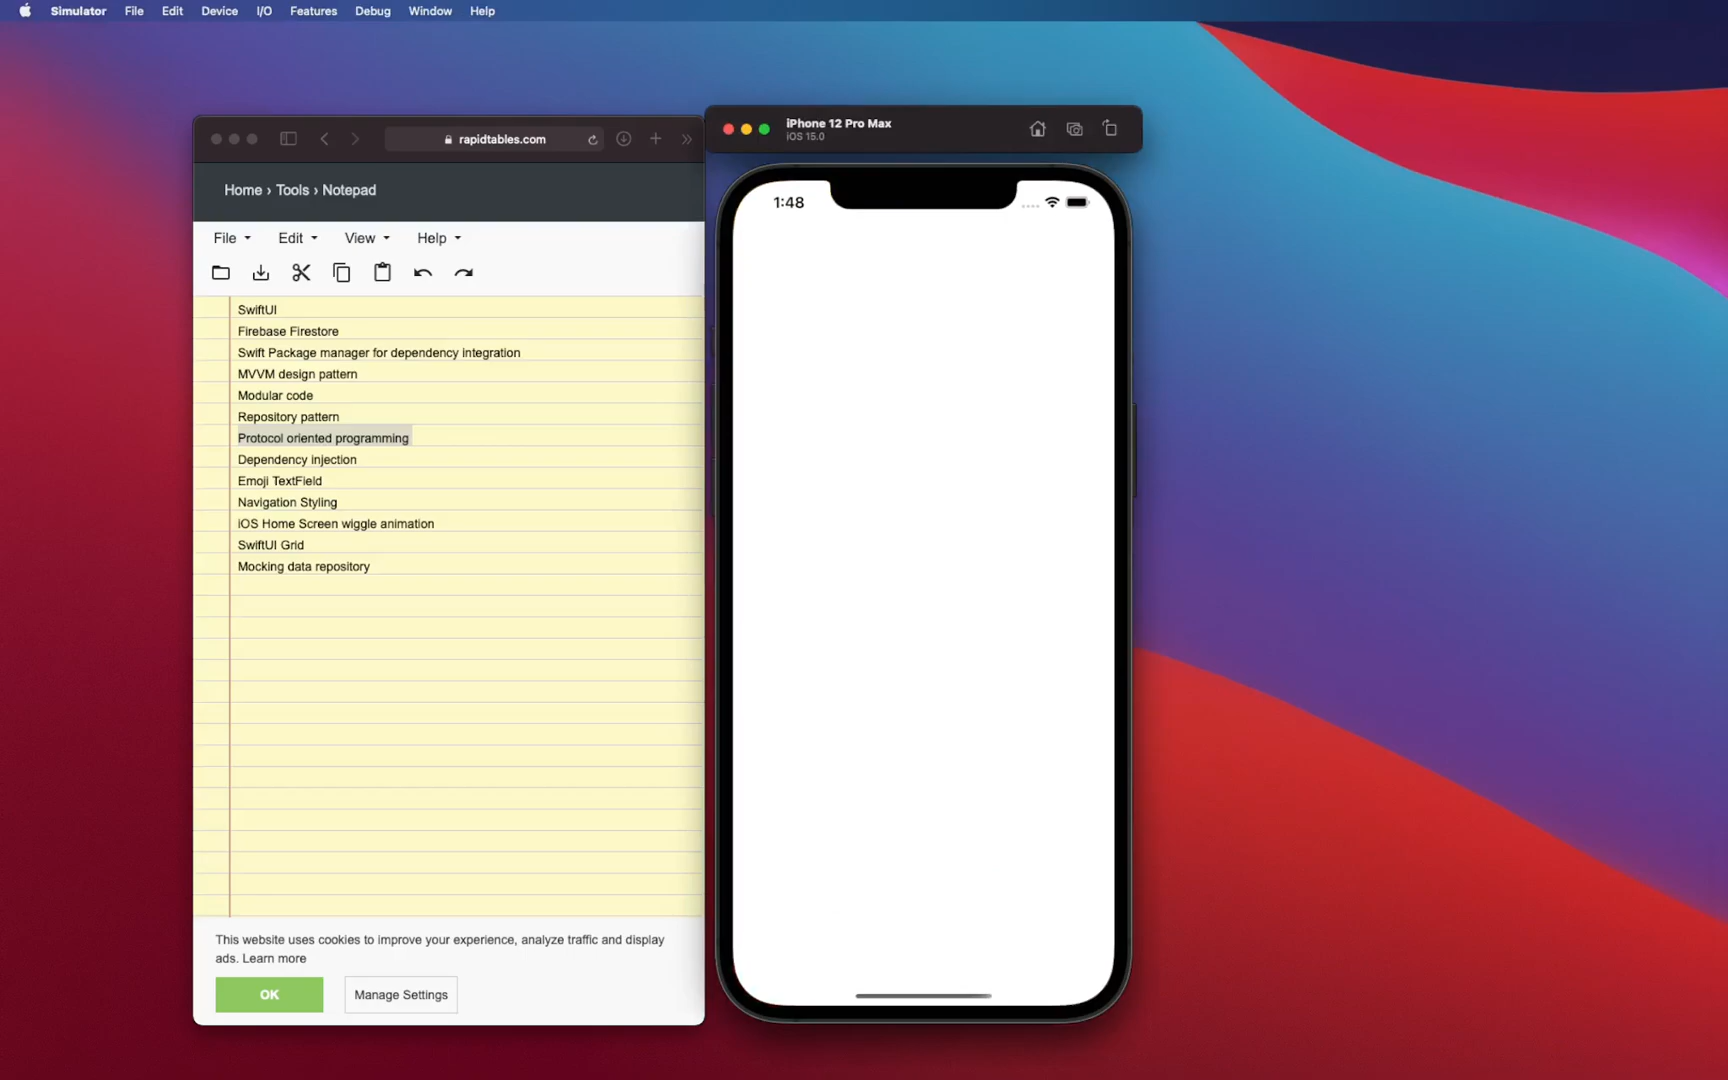 Simulator File Edit Device I/O Features Debug Window Help
rapidtables.com
Home › Tools › Notepad
File Edit View Help
SwiftUI
Firebase Firestore
Swift Package manager for dependency integration
MVVM design pattern
Modular code
Repository pattern
Protocol oriented programming
Dependency injection
Emoji TextField
Navigation Styling
iOS Home Screen wiggle animation
SwiftUI Grid
Mocking data repository
This website uses cookies to improve your experience, analyze traffic and display
ads. Learn more
OK Manage Settings
iPhone 12 Pro Max
iOS 15.0
1:48